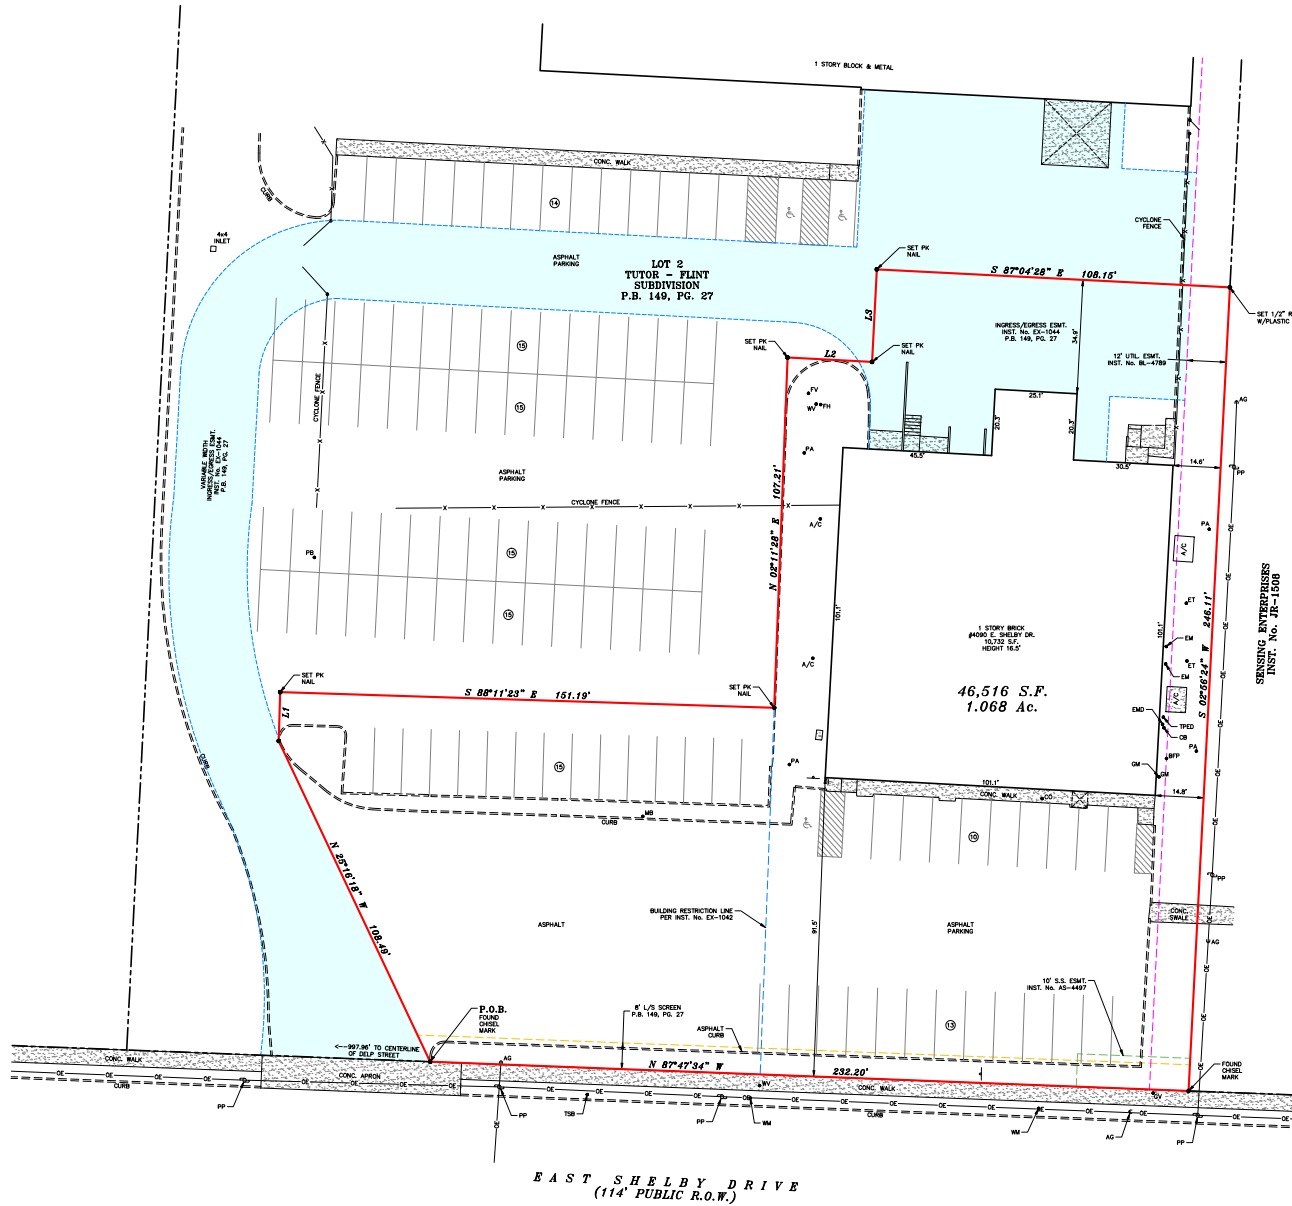 1 STORY BLOCK & METAL
CONC. WALK
CURB
14
4x4
INLET
CYCLONE
FENCE
ASPHALT
PARKING
LOT 2
TUTOR - FLINT
SUBDIVISION
P.B. 149, PG. 27
SET PK
NAIL
S 87°04'28" E 108.15'
SET 1/2" R
W/PLASTIC
L3
INGRESS/EGRESS ESMT.
INST. No. EX-1044
P.B. 149, PG. 27
34.9'
SET PK
NAIL
L2
SET PK
NAIL
15
12' UTIL. ESMT.
INST. No. BL-4789
CYCLONE FENCE
FV
WV
FH
25.1'
AG
15
20.3'
20.3'
VARIABLE WIDTH
INGRESS/EGRESS ESMT.
INST. No. EX-1044
P.B. 149, PG. 27
PA
45.5'
30.5'
14.6'
PP
ASPHALT
PARKING
N 02°11'28" E 107.21'
CYCLONE FENCE
A/C
PA
OE
PB
15
A/C
15
ET
101.1'
101.1'
1 STORY BRICK
#4090 E. SHELBY DR.
10,732 S.F.
HEIGHT 16.5'
EM
ET
EM
A/C
S 02°56'24" W 246.11'
SENSING ENTERPRISES
INST. No. JR-1508
A/C
46,516 S.F.
1.068 Ac.
SET PK
NAIL
S 88°11'23" E 151.19'
SET PK
NAIL
L1
EMD
TPED
CB
PA
BFP
GM
GM
CURB
15
PA
101.1'
CONC. WALK
CO
14.8'
MB
CURB
10
N 25°16'18" W 108.49'
PP
BUILDING RESTRICTION LINE
PER INST. No. EX-1042
ASPHALT
91.5'
ASPHALT
PARKING
CONC.
SWALE
AG
10' S.S. ESMT.
INST. No. AS-4497
P.O.B.
FOUND
CHISEL
MARK
8' L/S SCREEN
P.B. 149, PG. 27
ASPHALT
CURB
13
<--997.96' TO CENTERLINE
OF DELP STREET
CONC. WALK
AG
N 87°47'34" W 232.20'
FOUND
CHISEL
MARK
CONC. APRON
CURB
OE
WV
CONC. WALK
GV
PP
PP
TSB
PP
WM
CURB
WM
AG
PP
EAST SHELBY DRIVE
(114' PUBLIC R.O.W.)